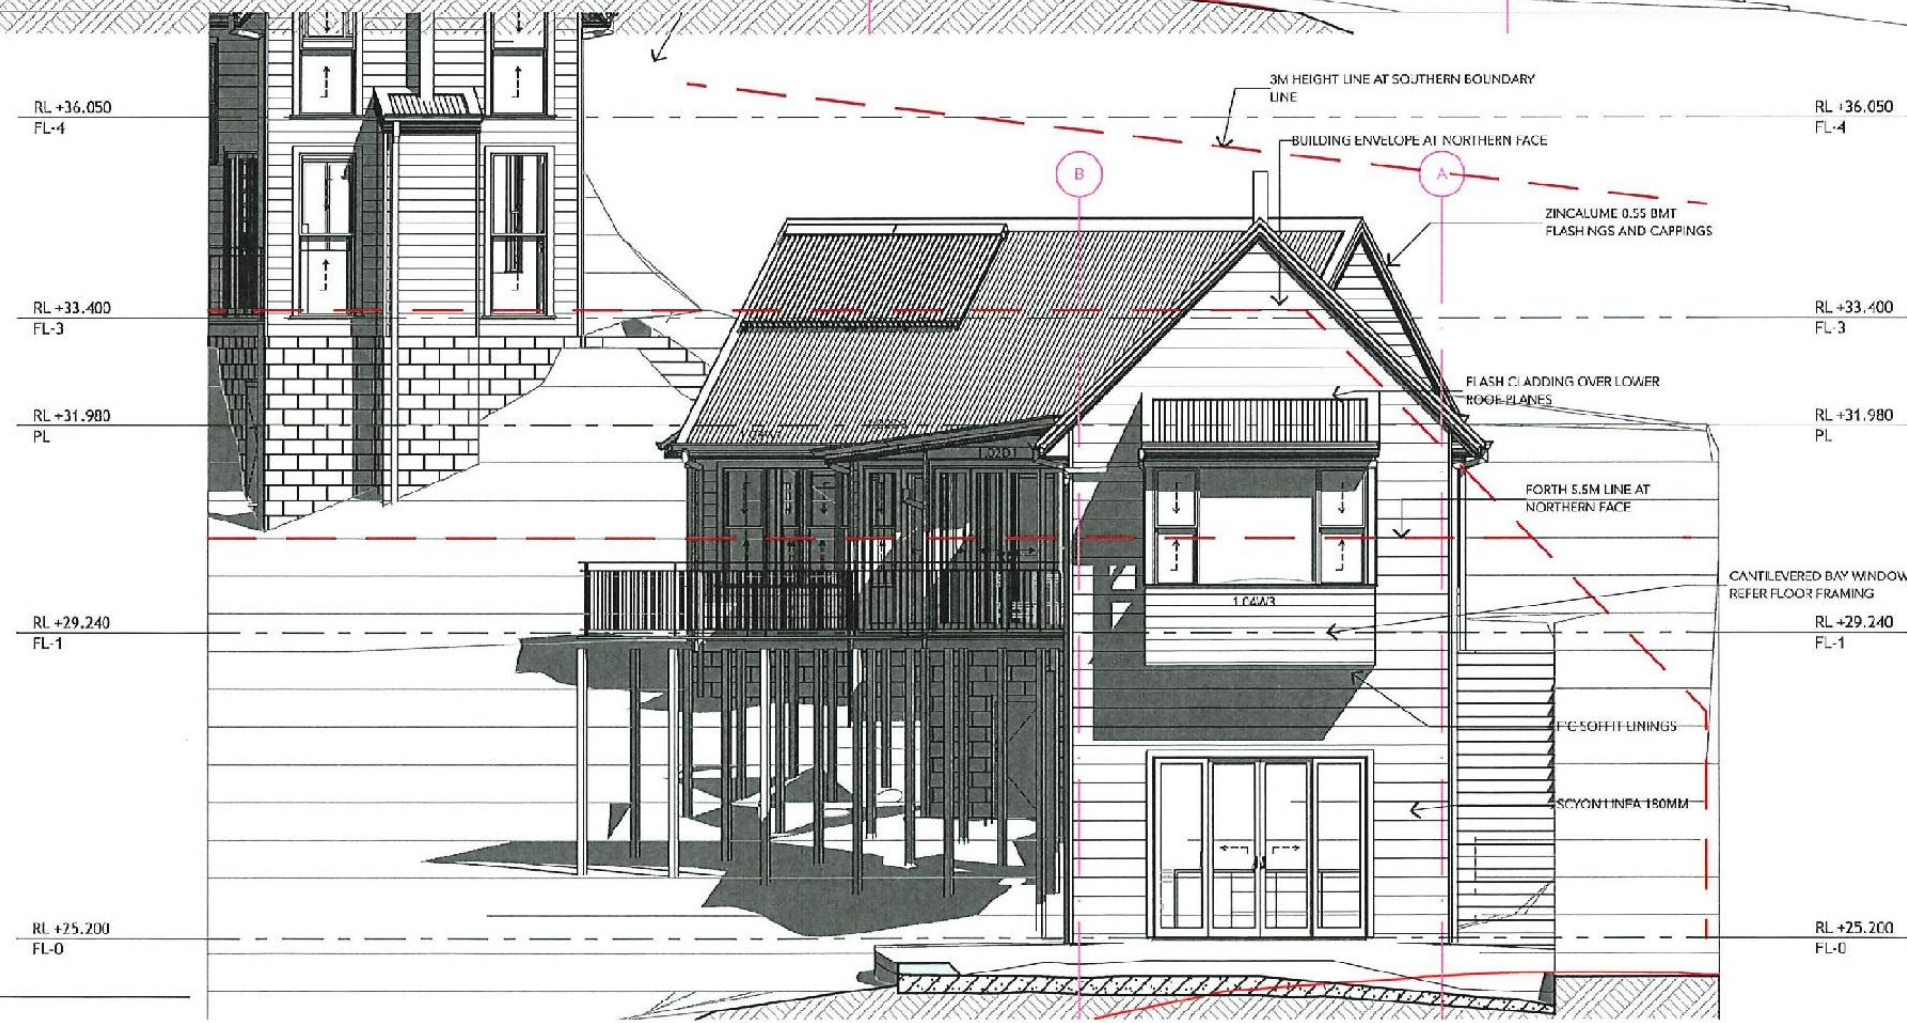 3M HEIGHT LINE AT SOUTHERN BOUNDARY
LINE
RL +36.050
FL-4
RL +36.050
FL-4
BUILDING ENVELOPE AT NORTHERN FACE
B
A
ZINCALUME 0.55 BMT
FLASHINGS AND CAPPINGS
RL +33.400
FL-3
RL +33.400
FL-3
FLASH CLADDING OVER LOWER
ROOF PLANES
RL +31.980
PL
RL +31.980
PL
1.02D1
FORTH 5.5M LINE AT
NORTHERN FACE
CANTILEVERED BAY WINDOW
REFER FLOOR FRAMING
1.04W3
RL +29.240
FL-1
RL +29.240
FL-1
F'C SOFFIT LININGS
SCYON LINEA 180MM
RL +25.200
FL-0
RL +25.200
FL-0